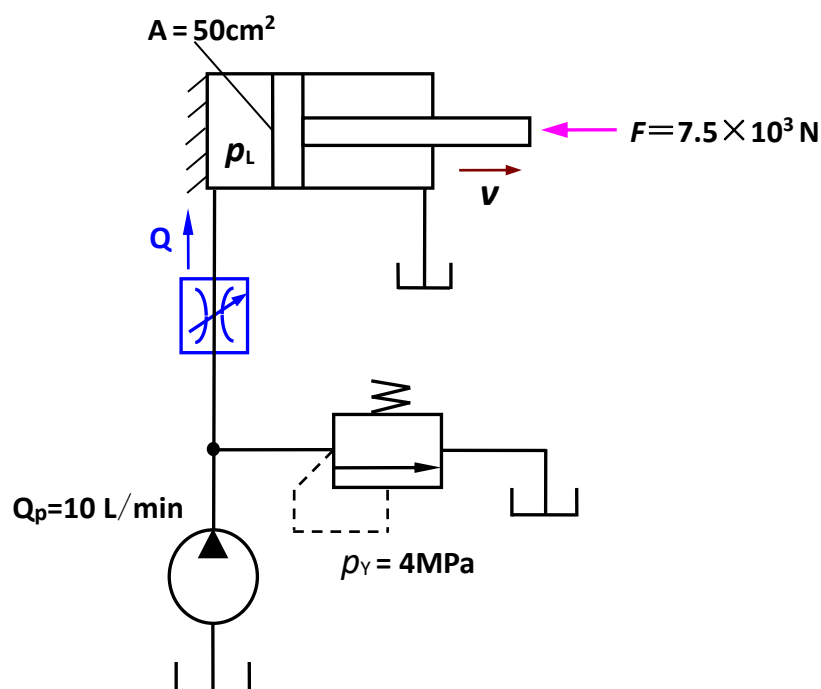 A = 50cm²
pL
F＝7.5×10³ N
v
Q
Qp=10 L/min
pY = 4MPa